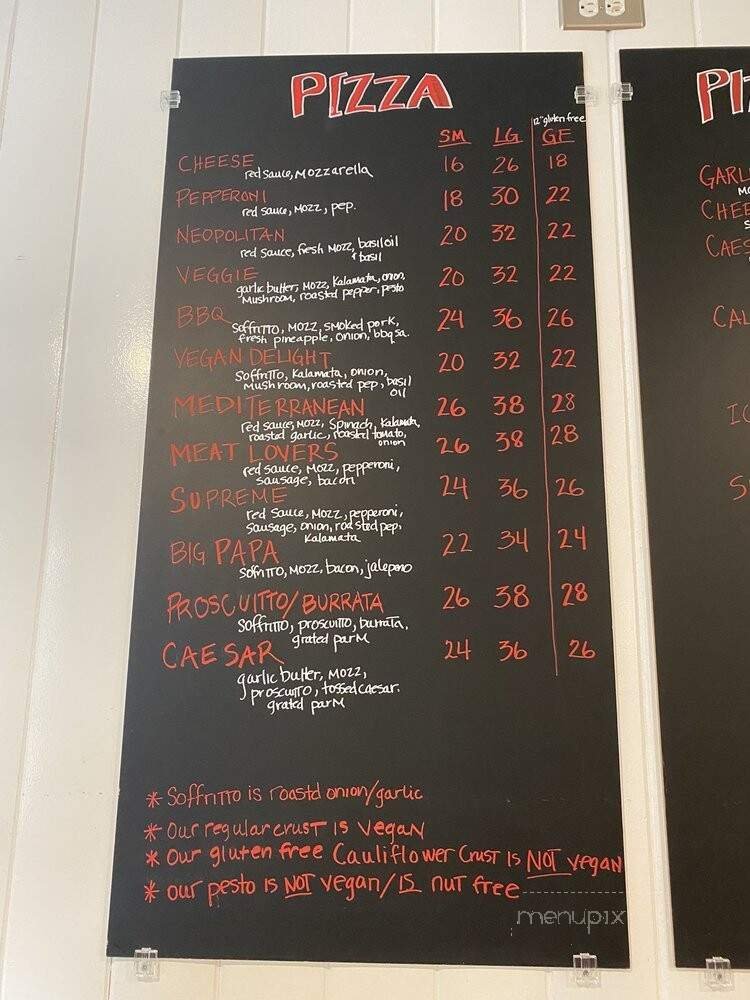 PIZZA
12" gluten free
SM LG GF
CHEESE 16 26 18
red sauce, Mozzarella
PEPPERONI 18 30 22
red sauce, Mozz, pep.
NEOPOLITAN 20 32 22
red sauce, fresh Mozz, basil oil
+ basil
VEGGIE 20 32 22
garlic butter, Mozz, Kalamata, onion,
Mushroom, roasted pepper, pesto
BBQ 24 36 26
Soffritto, Mozz, smoked pork,
fresh pineapple, onion, bbq sa.
VEGAN DELIGHT 20 32 22
Soffritto, Kalamata, onion,
Mushroom, roasted pep, basil
oil
MEDITERRANEAN 26 38 28
red sauce, Mozz, Spinach, Kalamata,
roasted garlic, roasted tomato,
onion
MEAT LOVERS 26 38 28
red sauce, Mozz, pepperoni,
sausage, bacon
SUPREME 24 36 26
red sauce, Mozz, pepperoni,
sausage, onion, roasted pep,
Kalamata
BIG PAPA 22 34 24
Soffritto, Mozz, bacon, jalepeno
PROSCUITTO/BURRATA 26 38 28
Soffritto, proscuitto, burrata,
grated parm
CAESAR 24 36 26
garlic butter, Mozz,
proscuitto, tossed caesar.
grated parm
* Soffritto is roastd onion/garlic
* Our regular crust is vegan
* Our gluten free Cauliflower Crust is NOT vegan
* our pesto is NOT vegan/IS nut free
menupix
PI
GARL
CHEE
CAES
CAL
IC
S